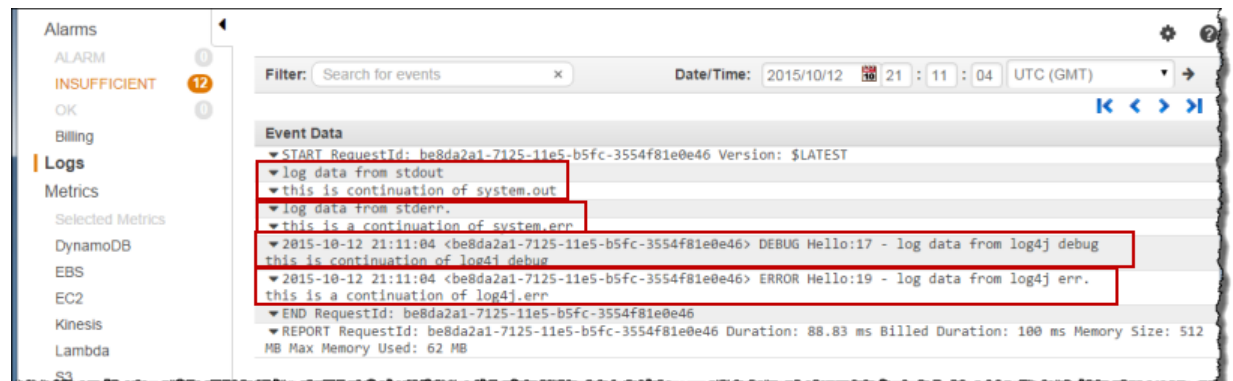 Alarms
ALARM 0
INSUFFICIENT 12
OK 0
Billing
Logs
Metrics
Selected Metrics
DynamoDB
EBS
EC2
Kinesis
Lambda
S3
Filter: Search for events × Date/Time: 2015/10/12 10 21 : 11 : 04 UTC (GMT)
Event Data
START RequestId: be8da2a1-7125-11e5-b5fc-3554f81e0e46 Version: $LATEST
log data from stdout
this is continuation of system.out
log data from stderr.
this is a continuation of system.err
2015-10-12 21:11:04 <be8da2a1-7125-11e5-b5fc-3554f81e0e46> DEBUG Hello:17 - log data from log4j debug
this is continuation of log4j debug
2015-10-12 21:11:04 <be8da2a1-7125-11e5-b5fc-3554f81e0e46> ERROR Hello:19 - log data from log4j err.
this is a continuation of log4j.err
END RequestId: be8da2a1-7125-11e5-b5fc-3554f81e0e46
REPORT RequestId: be8da2a1-7125-11e5-b5fc-3554f81e0e46 Duration: 88.83 ms Billed Duration: 100 ms Memory Size: 512
MB Max Memory Used: 62 MB